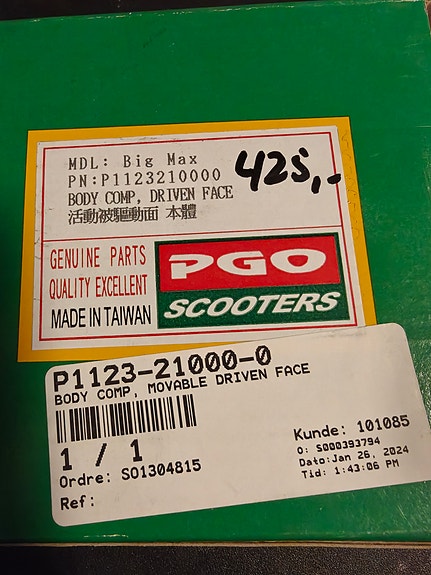 MDL: Big Max
PN:P1123210000
425,-
BODY COMP, DRIVEN FACE
活動被驅動面 本體
GENUINE PARTS
QUALITY EXCELLENT
MADE IN TAIWAN
PGO
SCOOTERS
P1123-21000-0
BODY COMP, MOVABLE DRIVEN FACE
1 / 1
Ordre: SO1304815
Ref:
Kunde: 101085
O: S000393794
Dato:Jan 26, 2024
Tid: 1:43:06 PM